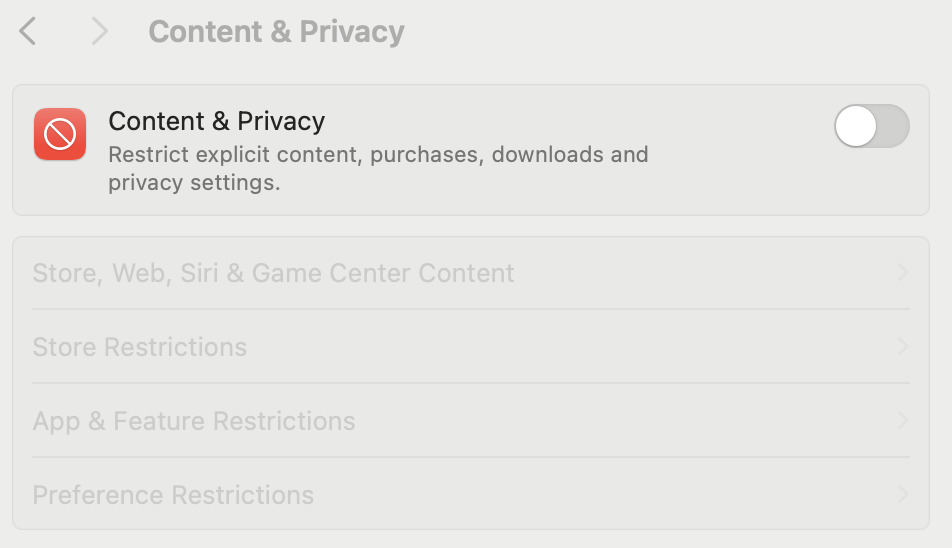 Content & Privacy
Content & Privacy
Restrict explicit content, purchases, downloads and
privacy settings.
Store, Web, Siri & Game Center Content
Store Restrictions
App & Feature Restrictions
Preference Restrictions